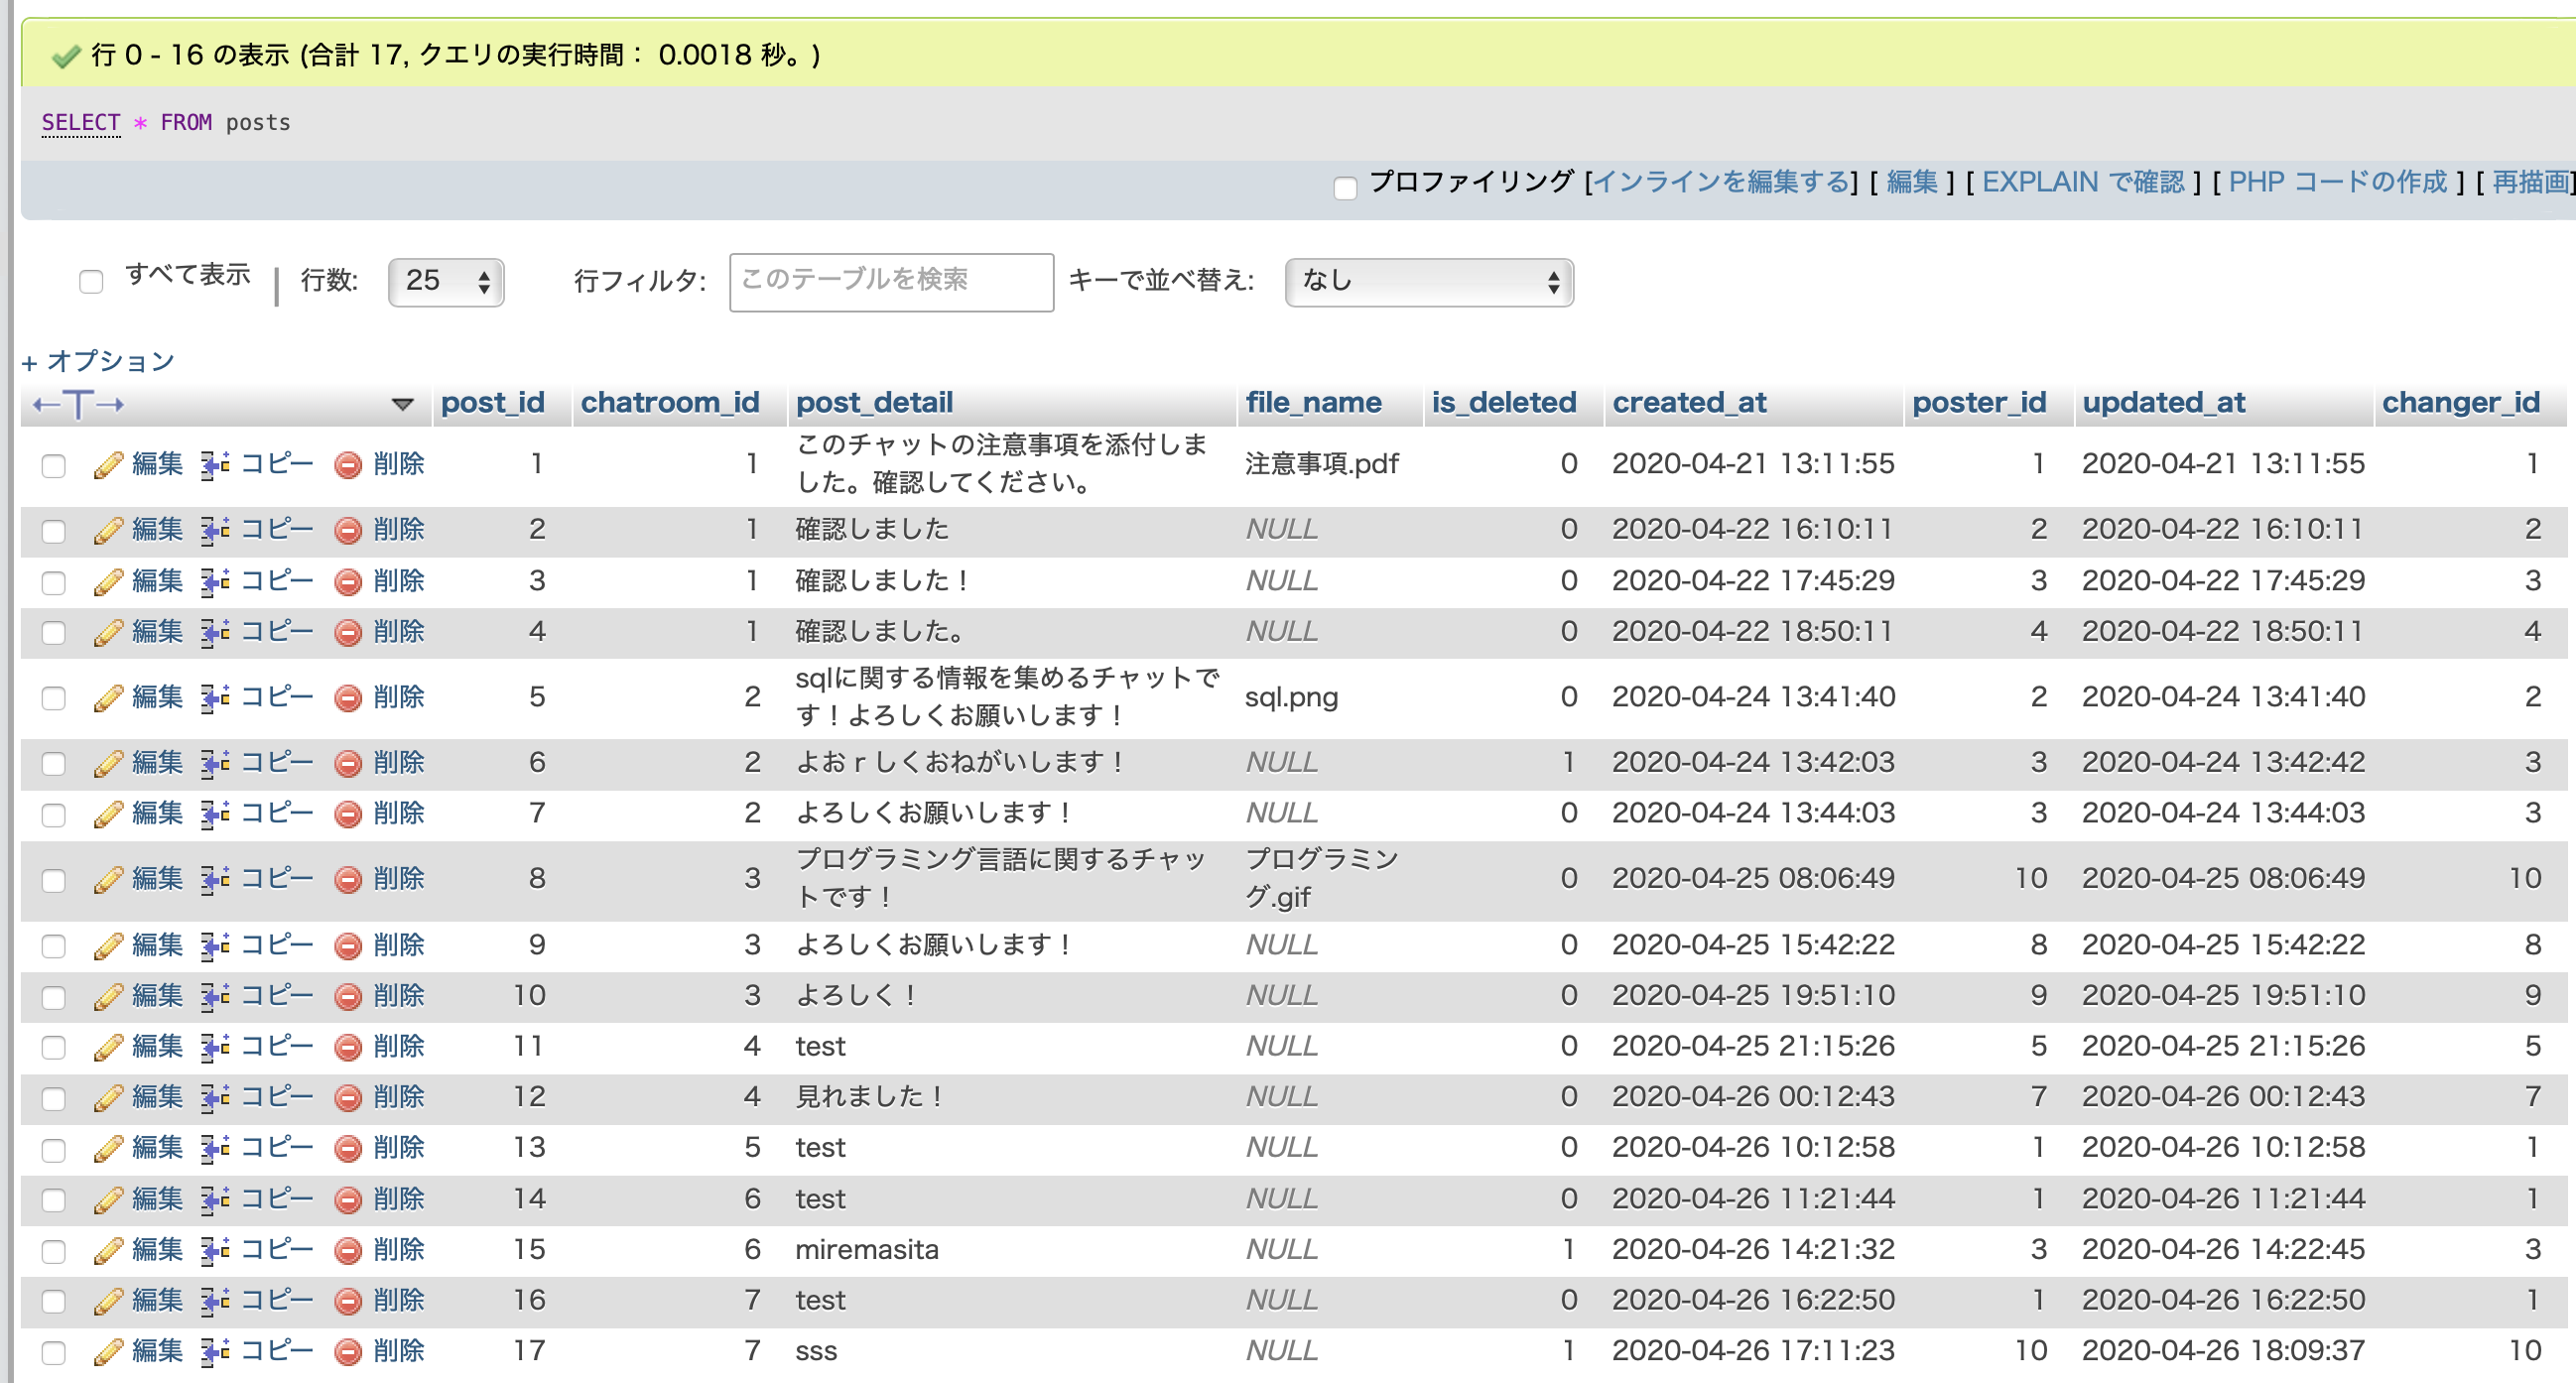 行 0 - 16 の表示 (合計 17, クエリの実行時間： 0.0018 秒。)
SELECT * FROM posts
プロファイリング [インラインを編集する] [ 編集 ] [ EXPLAIN で確認 ] [ PHP コードの作成 ] [ 再描画]
すべて表示 | 行数: 25 行フィルタ: このテーブルを検索 キーで並べ替え: なし
+ オプション
←T→ post_id chatroom_id post_detail file_name is_deleted created_at poster_id updated_at changer_id
編集 コピー 削除 1 1 このチャットの注意事項を添付しま
した。確認してください。 注意事項.pdf 0 2020-04-21 13:11:55 1 2020-04-21 13:11:55 1
編集 コピー 削除 2 1 確認しました NULL 0 2020-04-22 16:10:11 2 2020-04-22 16:10:11 2
編集 コピー 削除 3 1 確認しました！ NULL 0 2020-04-22 17:45:29 3 2020-04-22 17:45:29 3
編集 コピー 削除 4 1 確認しました。 NULL 0 2020-04-22 18:50:11 4 2020-04-22 18:50:11 4
編集 コピー 削除 5 2 sqlに関する情報を集めるチャットで
す！よろしくお願いします！ sql.png 0 2020-04-24 13:41:40 2 2020-04-24 13:41:40 2
編集 コピー 削除 6 2 よおｒしくおねがいします！ NULL 1 2020-04-24 13:42:03 3 2020-04-24 13:42:42 3
編集 コピー 削除 7 2 よろしくお願いします！ NULL 0 2020-04-24 13:44:03 3 2020-04-24 13:44:03 3
編集 コピー 削除 8 3 プログラミング言語に関するチャッ
トです！ プログラミン
グ.gif 0 2020-04-25 08:06:49 10 2020-04-25 08:06:49 10
編集 コピー 削除 9 3 よろしくお願いします！ NULL 0 2020-04-25 15:42:22 8 2020-04-25 15:42:22 8
編集 コピー 削除 10 3 よろしく！ NULL 0 2020-04-25 19:51:10 9 2020-04-25 19:51:10 9
編集 コピー 削除 11 4 test NULL 0 2020-04-25 21:15:26 5 2020-04-25 21:15:26 5
編集 コピー 削除 12 4 見れました！ NULL 0 2020-04-26 00:12:43 7 2020-04-26 00:12:43 7
編集 コピー 削除 13 5 test NULL 0 2020-04-26 10:12:58 1 2020-04-26 10:12:58 1
編集 コピー 削除 14 6 test NULL 0 2020-04-26 11:21:44 1 2020-04-26 11:21:44 1
編集 コピー 削除 15 6 miremasita NULL 1 2020-04-26 14:21:32 3 2020-04-26 14:22:45 3
編集 コピー 削除 16 7 test NULL 0 2020-04-26 16:22:50 1 2020-04-26 16:22:50 1
編集 コピー 削除 17 7 sss NULL 1 2020-04-26 17:11:23 10 2020-04-26 18:09:37 10